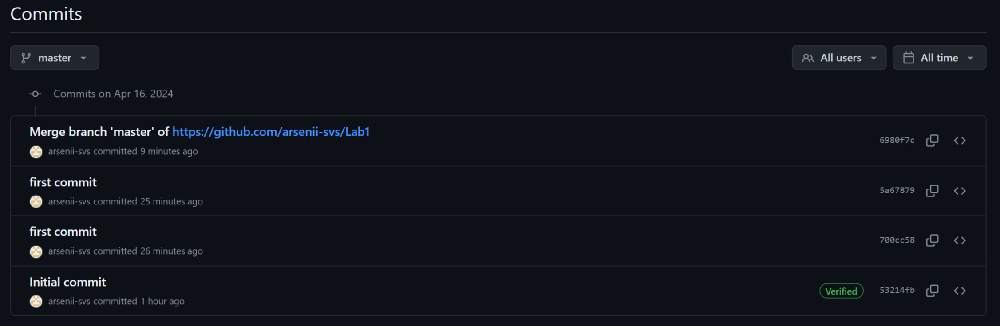 Commits
master
All users
All time
Commits on Apr 16, 2024
Merge branch 'master' of https://github.com/arsenii-svs/Lab1
arsenii-svs committed 9 minutes ago
6980f7c
first commit
arsenii-svs committed 25 minutes ago
5a67879
first commit
arsenii-svs committed 26 minutes ago
700cc58
Initial commit
arsenii-svs committed 1 hour ago
Verified
53214fb